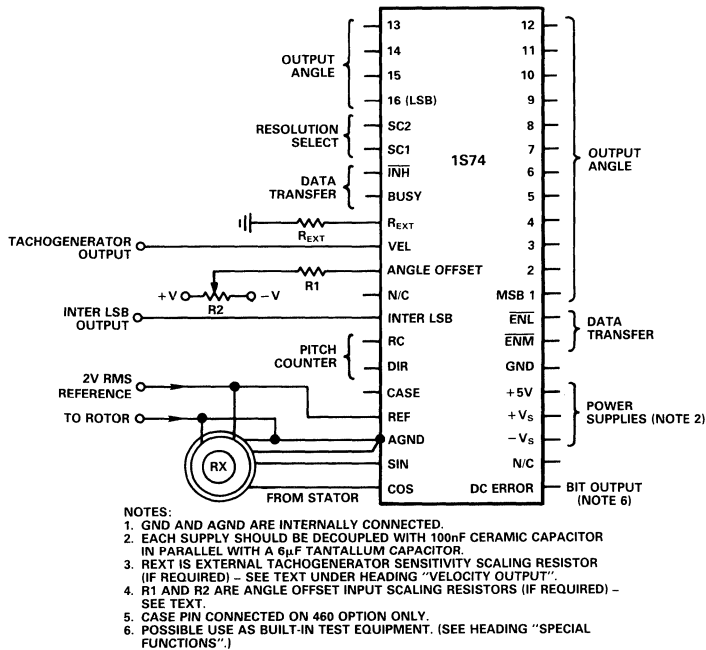 13
14
15
16 (LSB)
OUTPUT
ANGLE
SC2
SC1
RESOLUTION
SELECT
INH
BUSY
DATA
TRANSFER
REXT
REXT
TACHOGENERATOR
OUTPUT
VEL
ANGLE OFFSET
R1
+V
R2
−V
N/C
INTER LSB
OUTPUT
INTER LSB
PITCH
COUNTER
RC
DIR
2V RMS
REFERENCE
CASE
REF
TO ROTOR
AGND
RX
SIN
COS
FROM STATOR
1S74
12
11
10
9
8
7
6
5
4
3
2
MSB 1
OUTPUT
ANGLE
ENL
ENM
DATA
TRANSFER
GND
+5V
+VS
−VS
POWER
SUPPLIES (NOTE 2)
N/C
DC ERROR
BIT OUTPUT
(NOTE 6)
NOTES:
1. GND AND AGND ARE INTERNALLY CONNECTED.
2. EACH SUPPLY SHOULD BE DECOUPLED WITH 100nF CERAMIC CAPACITOR
IN PARALLEL WITH A 6µF TANTALLUM CAPACITOR.
3. REXT IS EXTERNAL TACHOGENERATOR SENSITIVITY SCALING RESISTOR
(IF REQUIRED) – SEE TEXT UNDER HEADING "VELOCITY OUTPUT".
4. R1 AND R2 ARE ANGLE OFFSET INPUT SCALING RESISTORS (IF REQUIRED) –
SEE TEXT.
5. CASE PIN CONNECTED ON 460 OPTION ONLY.
6. POSSIBLE USE AS BUILT-IN TEST EQUIPMENT. (SEE HEADING "SPECIAL
FUNCTIONS".)